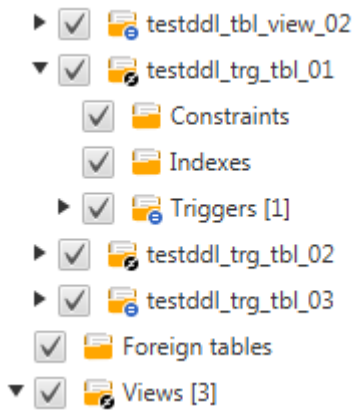 testddl_tbl_view_02
testddl_trg_tbl_01
Constraints
Indexes
Triggers [1]
testddl_trg_tbl_02
testddl_trg_tbl_03
Foreign tables
Views [3]